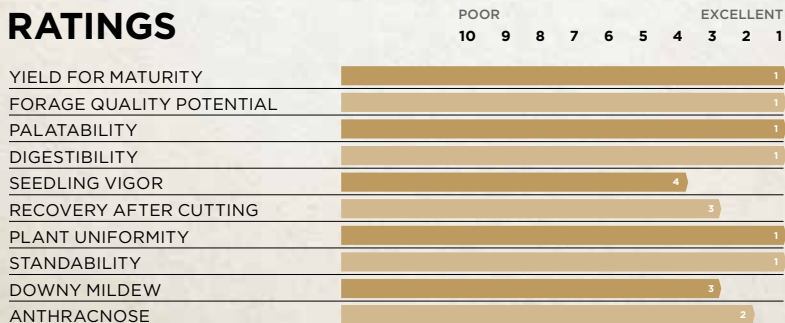 RATINGS
POOR EXCELLENT
10 9 8 7 6 5 4 3 2 1
YIELD FOR MATURITY 1
FORAGE QUALITY POTENTIAL 1
PALATABILITY 1
DIGESTIBILITY 1
SEEDLING VIGOR 4
RECOVERY AFTER CUTTING 3
PLANT UNIFORMITY 1
STANDABILITY 1
DOWNY MILDEW 3
ANTHRACNOSE 2